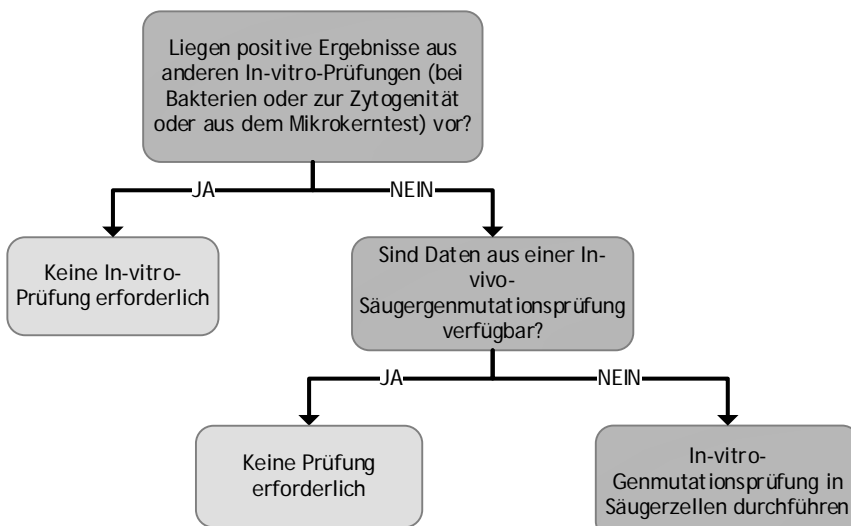 Liegen positive Ergebnisse aus
anderen In-vitro-Prüfungen (bei
Bakterien oder zur Zytogenität
oder aus dem Mikrokerntest) vor?
JA
NEIN
Keine In-vitro-
Prüfung erforderlich
Sind Daten aus einer In-
vivo-
Säugergenmutationsprüfung
verfügbar?
JA
NEIN
Keine Prüfung
erforderlich
In-vitro-
Genmutationsprüfung in
Säugerzellen durchführen